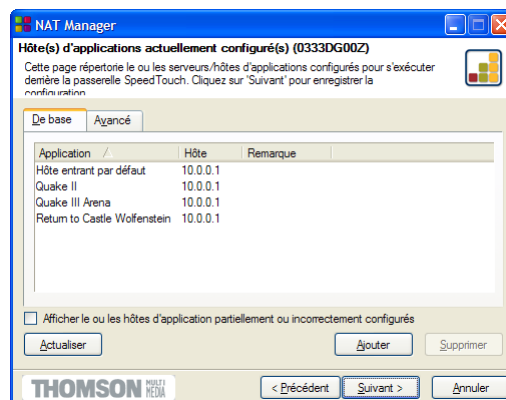 NAT Manager
Hôte(s) d'applications actuellement configuré(s) (0333DG00Z)
Cette page répertorie le ou les serveurs/hôtes d'applications configurés pour s'exécuter
derrière la passerelle SpeedTouch. Cliquez sur 'Suivant' pour enregistrer la
configuration
De base Avancé
Application Hôte Remarque
Hôte entrant par défaut 10.0.0.1
Quake II 10.0.0.1
Quake III Arena 10.0.0.1
Return to Castle Wolfenstein 10.0.0.1
Afficher le ou les hôtes d'application partiellement ou incorrectement configurés
Actualiser Ajouter Supprimer
THOMSON MULTI MEDIA
< Précédent Suivant > Annuler